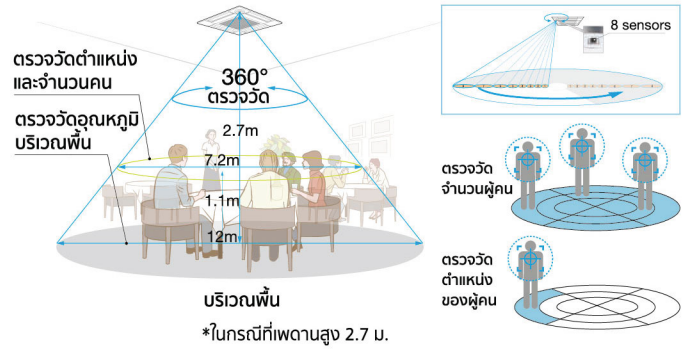 8 sensors
360°
ตรวจวัด
ตรวจวัดตำแหน่ง
และจำนวนคน
ตรวจวัดอุณหภูมิ
บริเวณพื้น
2.7m
7.2m
1.1m
12m
ตรวจวัด
จำนวนผู้คน
ตรวจวัด
ตำแหน่ง
ของผู้คน
บริเวณพื้น
*ในกรณีที่เพดานสูง 2.7 ม.